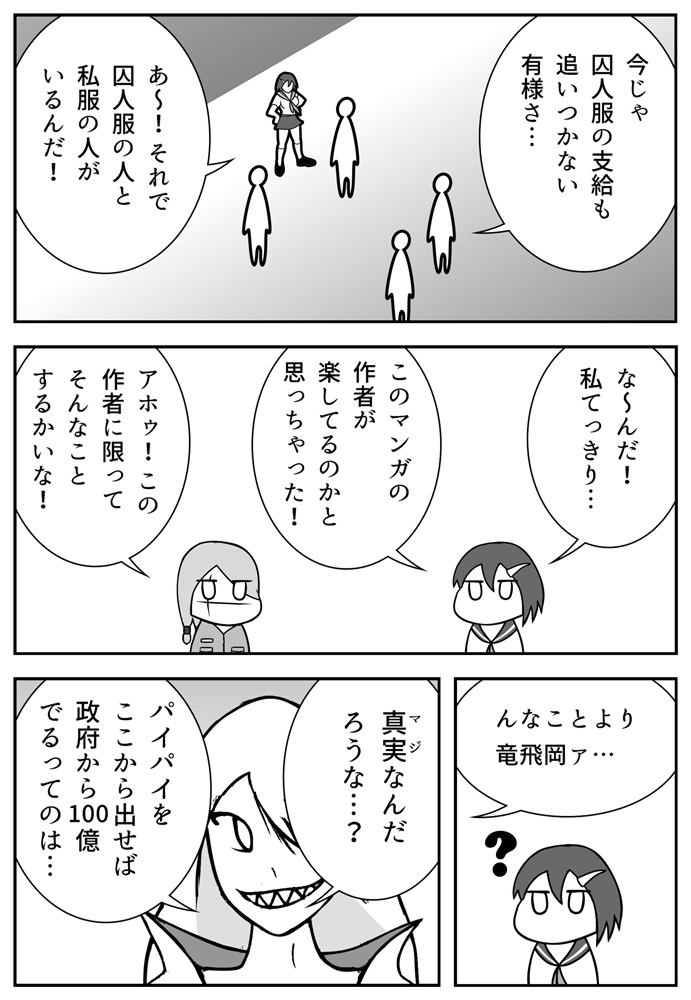 今じゃ
囚人服の支給も
追いつかない
有様さ…
あ〜！それで
囚人服の人と
私服の人が
いるんだ！
な〜んだ！
私てっきり…
このマンガの
作者が
楽してるのかと
思っちゃった！
アホゥ！この
作者に限って
そんなこと
するかいな！
んなことより
竜飛岡ァ…
？
真実なんだ
マジ
ろうな…？
パイパイを
ここから出せば
政府から100億
でるってのは…